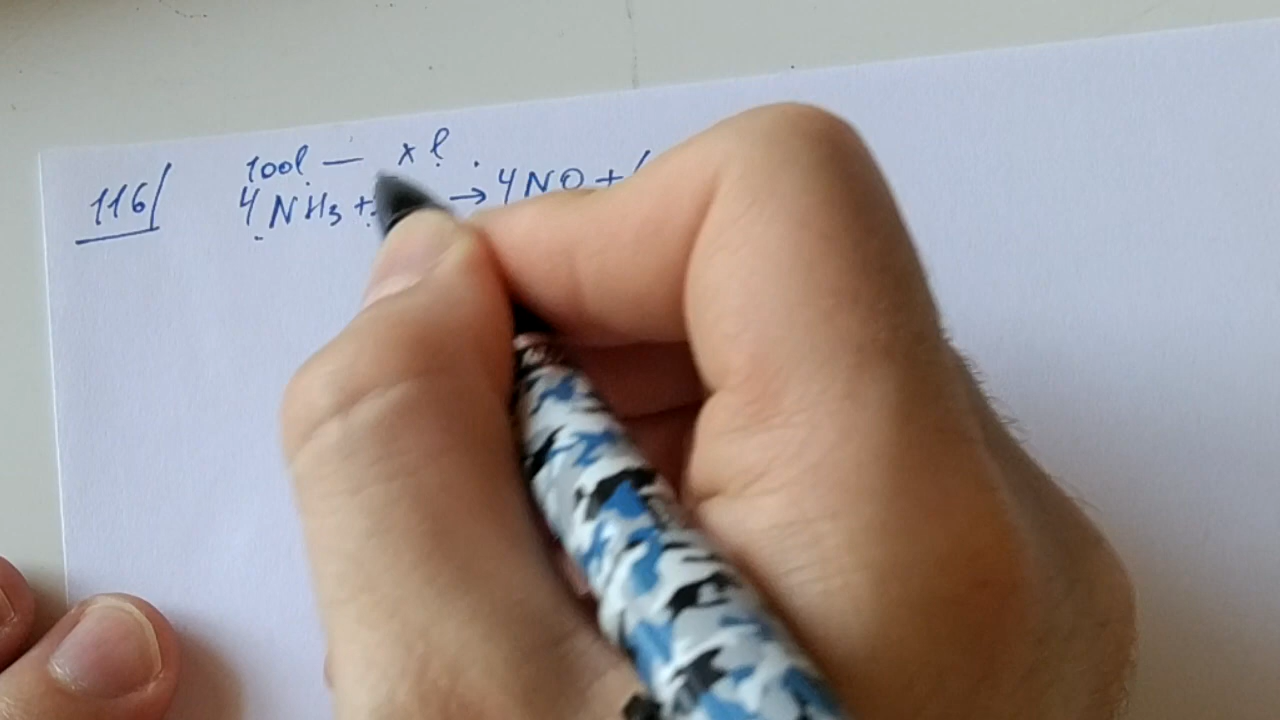 100l — x l
116/ 4NH3 + → 4NO +